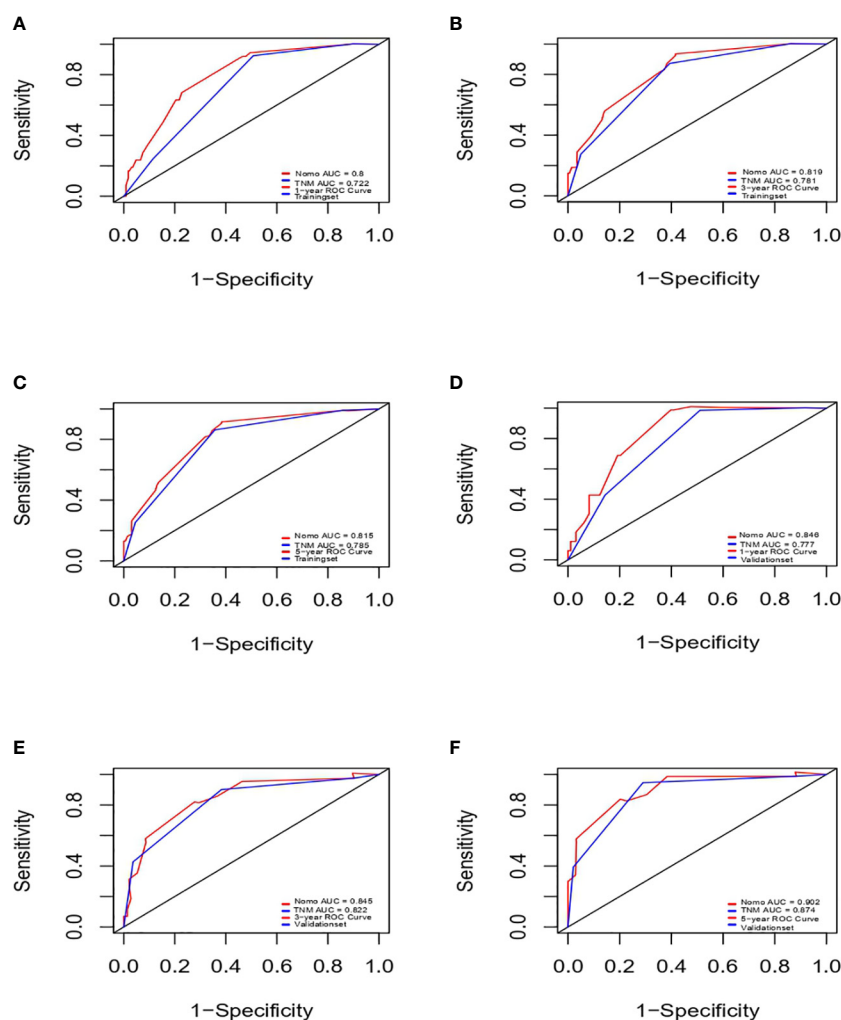 A
Sensitivity
0.8
0.4
0.0
Nomo AUC = 0.8
TNM AUC = 0.722
1-year ROC Curve
Trainingset
0.0 0.2 0.4 0.6 0.8 1.0
1-Specificity
B
Sensitivity
0.8
0.4
0.0
Nomo AUC = 0.819
TNM AUC = 0.781
3-year ROC Curve
Trainingset
0.0 0.2 0.4 0.6 0.8 1.0
1-Specificity
C
Sensitivity
0.8
0.4
0.0
Nomo AUC = 0.815
TNM AUC = 0.785
5-year ROC Curve
Trainingset
0.0 0.2 0.4 0.6 0.8 1.0
1-Specificity
D
Sensitivity
0.8
0.4
0.0
Nomo AUC = 0.846
TNM AUC = 0.777
1-year ROC Curve
Validationset
0.0 0.2 0.4 0.6 0.8 1.0
1-Specificity
E
Sensitivity
0.8
0.4
0.0
Nomo AUC = 0.845
TNM AUC = 0.822
3-year ROC Curve
Validationset
0.0 0.2 0.4 0.6 0.8 1.0
1-Specificity
F
Sensitivity
0.8
0.4
0.0
Nomo AUC = 0.902
TNM AUC = 0.874
5-year ROC Curve
Validationset
0.0 0.2 0.4 0.6 0.8 1.0
1-Specificity